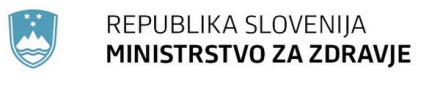 REPUBLIKA SLOVENIJA
MINISTRSTVO ZA ZDRAVJE